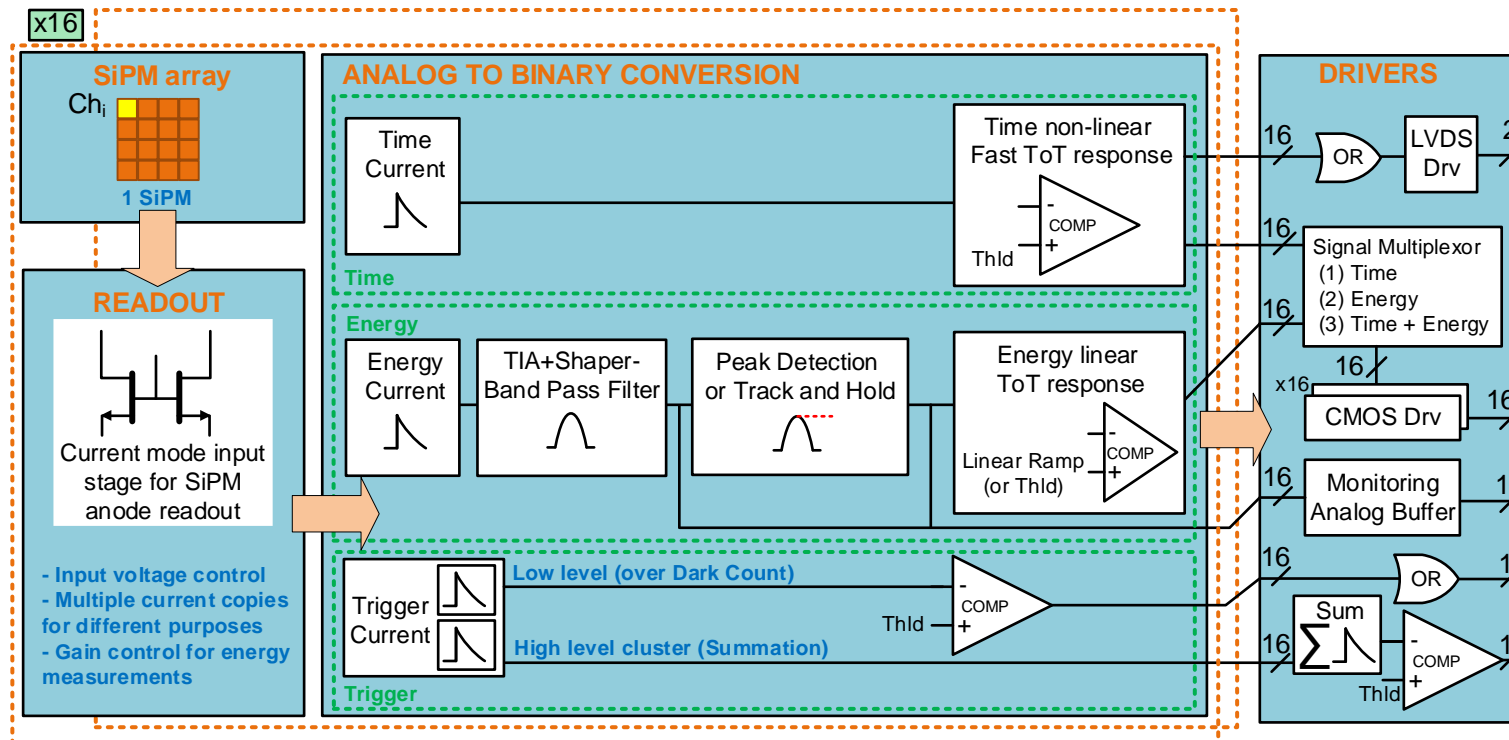 x16
SiPM array
Chi
1 SiPM
READOUT
Current mode input
stage for SiPM
anode readout
- Input voltage control
- Multiple current copies
for different purposes
- Gain control for energy
measurements
ANALOG TO BINARY CONVERSION
Time
Current
Time non-linear
Fast ToT response
-
COMP
+
Thld
Time
Energy
Energy
Current
TIA+Shaper-
Band Pass Filter
Peak Detection
or Track and Hold
Energy linear
ToT response
-
COMP
+
Linear Ramp
(or Thld)
Trigger
Current
Low level (over Dark Count)
High level cluster (Summation)
-
COMP
+
Thld
Trigger
DRIVERS
16
OR
LVDS
Drv
2
16
Signal Multiplexor
(1) Time
(2) Energy
(3) Time + Energy
16
16
x16
CMOS Drv
16
16
Monitoring
Analog Buffer
1
16
OR
1
16
Sum
Σ
-
COMP
+
Thld
1